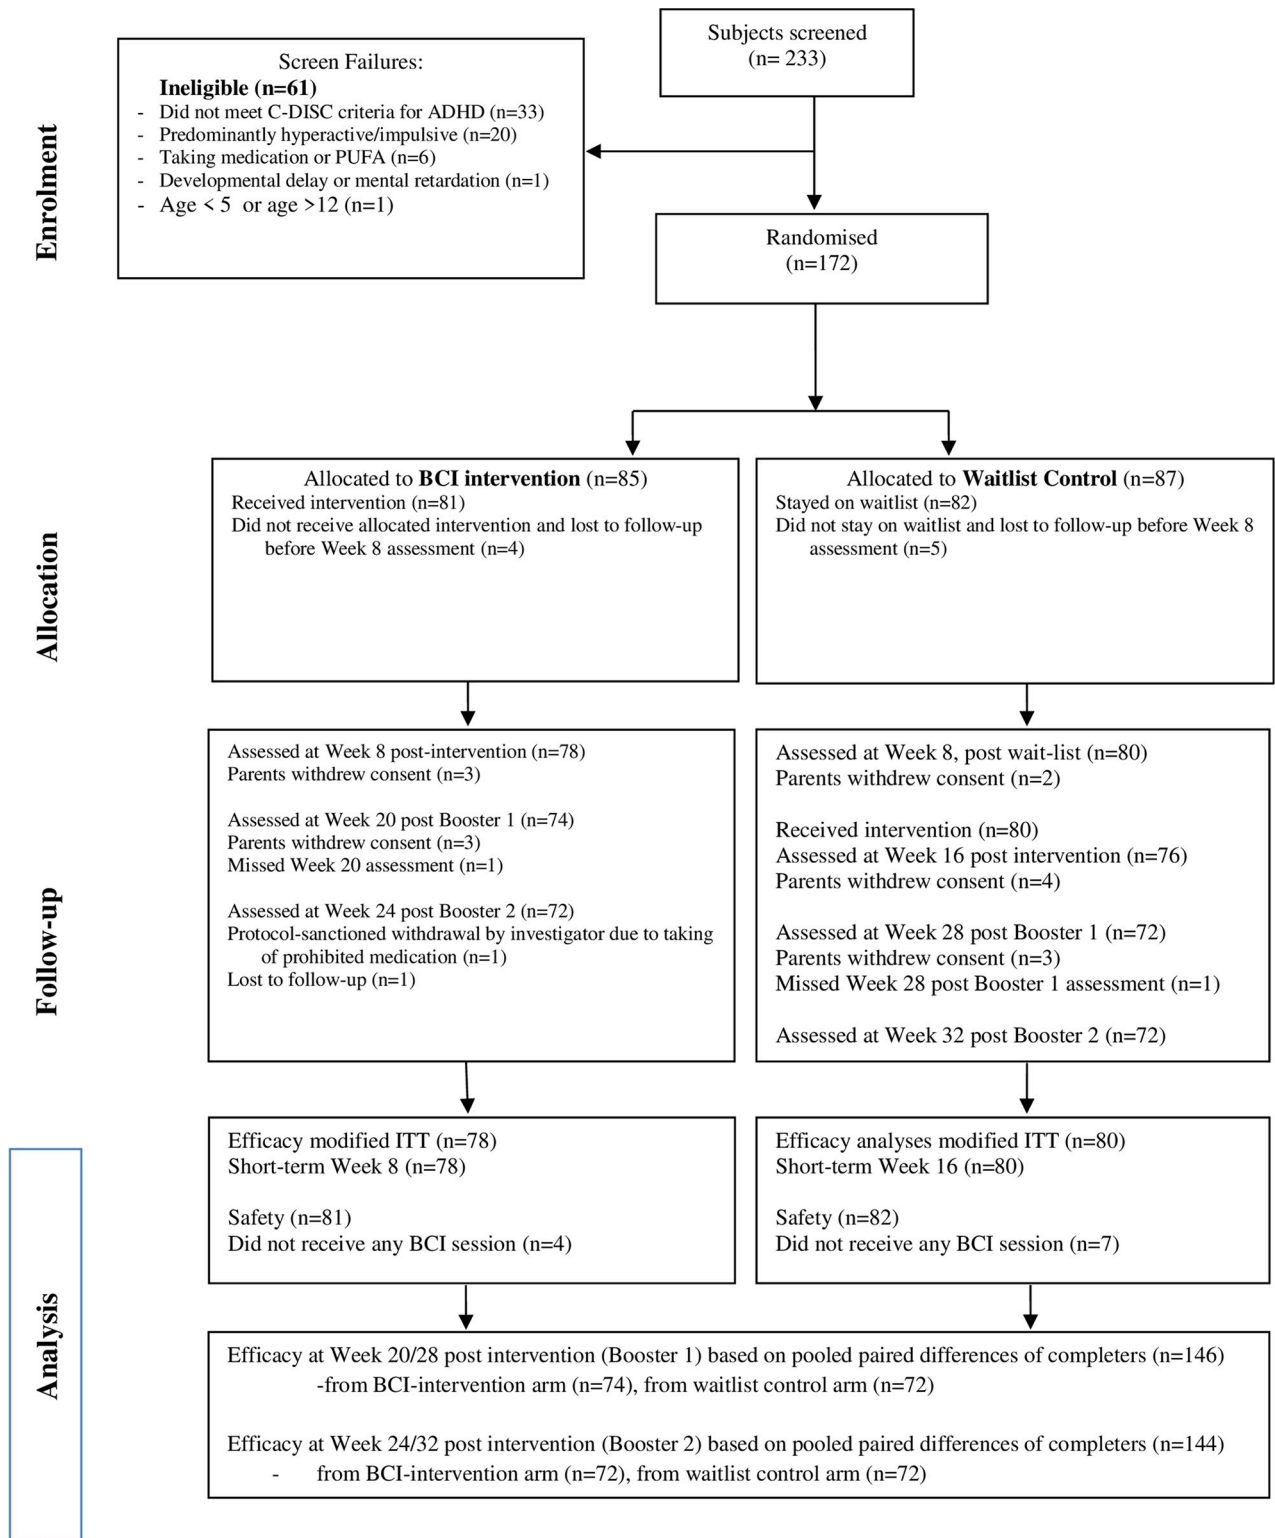 Subjects screened
(n= 233)
Screen Failures:
Ineligible (n=61)
- Did not meet C-DISC criteria for ADHD (n=33)
- Predominantly hyperactive/impulsive (n=20)
- Taking medication or PUFA (n=6)
- Developmental delay or mental retardation (n=1)
- Age < 5 or age >12 (n=1)
Enrolment
Randomised
(n=172)
Allocation
Allocated to BCI intervention (n=85)
Received intervention (n=81)
Did not receive allocated intervention and lost to follow-up
before Week 8 assessment (n=4)
Allocated to Waitlist Control (n=87)
Stayed on waitlist (n=82)
Did not stay on waitlist and lost to follow-up before Week 8
assessment (n=5)
Follow-up
Assessed at Week 8 post-intervention (n=78)
Parents withdrew consent (n=3)
Assessed at Week 20 post Booster 1 (n=74)
Parents withdrew consent (n=3)
Missed Week 20 assessment (n=1)
Assessed at Week 24 post Booster 2 (n=72)
Protocol-sanctioned withdrawal by investigator due to taking
of prohibited medication (n=1)
Lost to follow-up (n=1)
Assessed at Week 8, post wait-list (n=80)
Parents withdrew consent (n=2)
Received intervention (n=80)
Assessed at Week 16 post intervention (n=76)
Parents withdrew consent (n=4)
Assessed at Week 28 post Booster 1 (n=72)
Parents withdrew consent (n=3)
Missed Week 28 post Booster 1 assessment (n=1)
Assessed at Week 32 post Booster 2 (n=72)
Analysis
Efficacy modified ITT (n=78)
Short-term Week 8 (n=78)
Safety (n=81)
Did not receive any BCI session (n=4)
Efficacy analyses modified ITT (n=80)
Short-term Week 16 (n=80)
Safety (n=82)
Did not receive any BCI session (n=7)
Efficacy at Week 20/28 post intervention (Booster 1) based on pooled paired differences of completers (n=146)
-from BCI-intervention arm (n=74), from waitlist control arm (n=72)
Efficacy at Week 24/32 post intervention (Booster 2) based on pooled paired differences of completers (n=144)
- from BCI-intervention arm (n=72), from waitlist control arm (n=72)